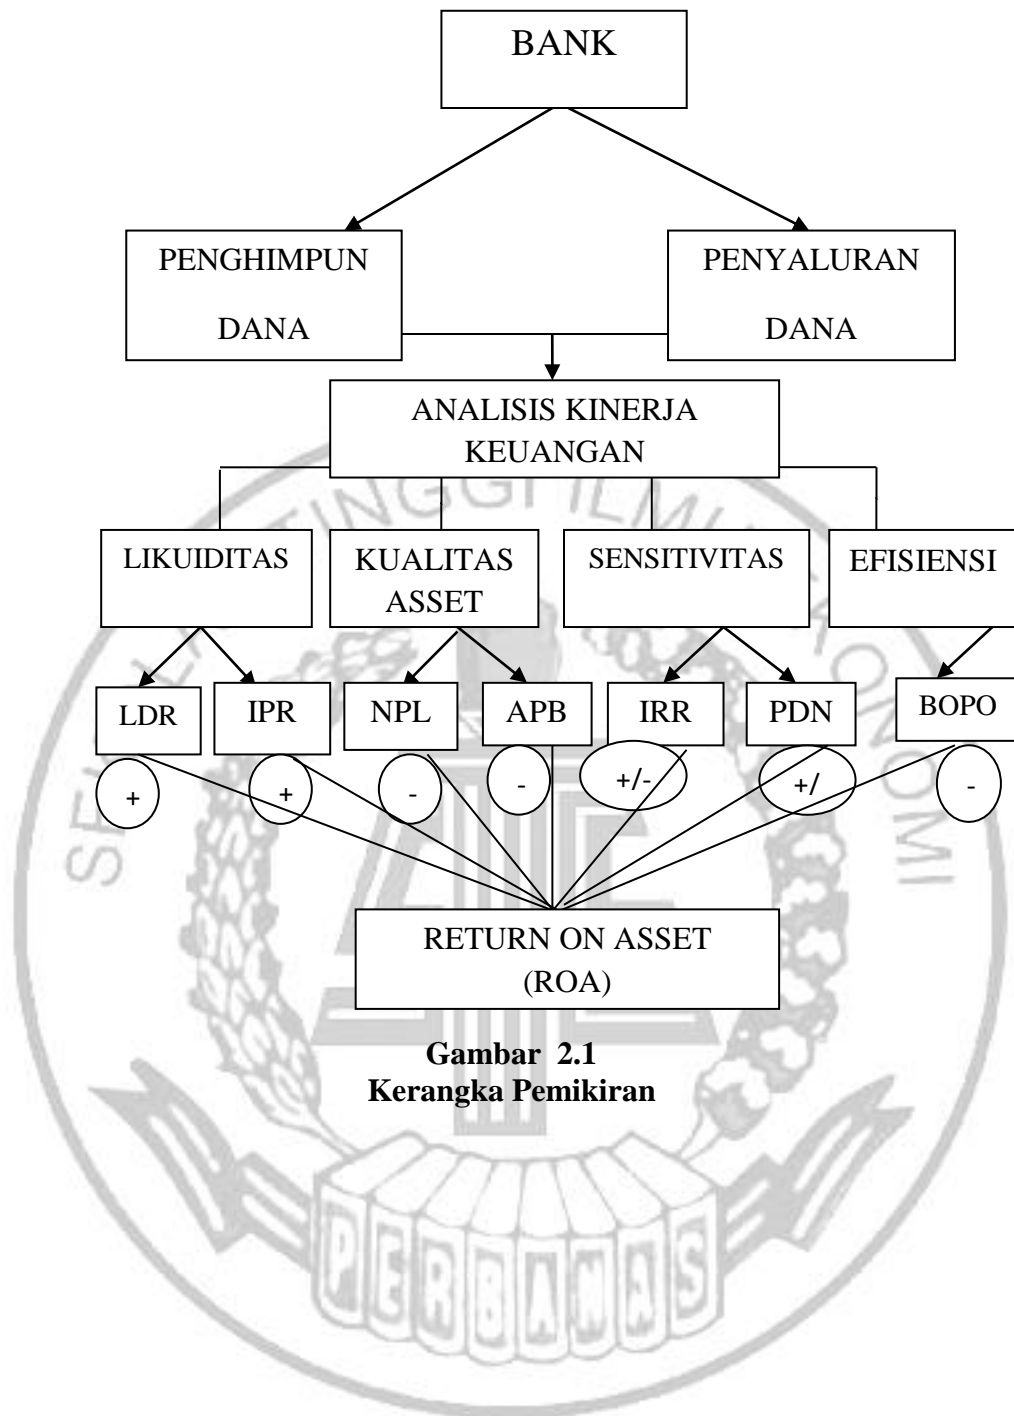 BANK
PENGHIMPUN
DANA
PENYALURAN
DANA
ANALISIS KINERJA
KEUANGAN
LIKUIDITAS
KUALITAS
ASSET
SENSITIVITAS
EFISIENSI
LDR
IPR
NPL
APB
IRR
PDN
BOPO
+
+
-
-
+/-
+/
-
RETURN ON ASSET
(ROA)
Gambar 2.1
Kerangka Pemikiran
PERBANAS